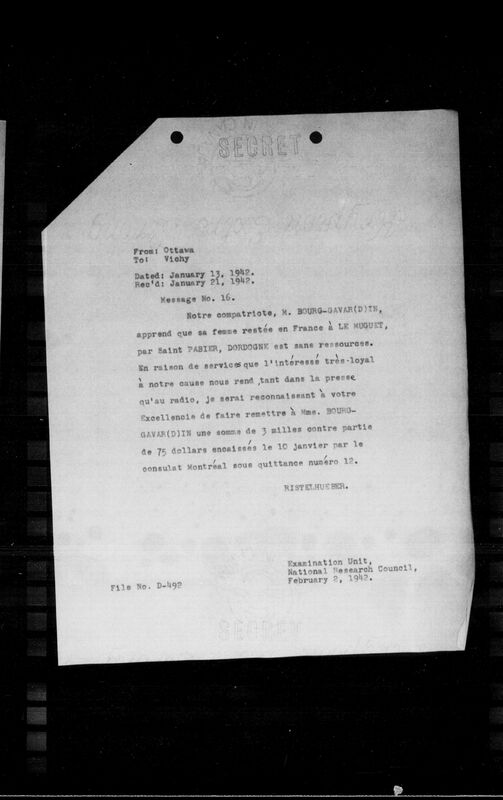 SECRET
From: Ottawa
To: Vichy
Dated: January 13, 1942.
Rec'd: January 21, 1942.
Message No. 16.
Notre compatriote, M. BOURG-GAVAR(D)IN,
apprend que sa femme restée en France à LE MUGUET,
par Saint PABIER, DORDOGNE est sans ressources.
En raison de services que l'intéressé très-loyal
à notre cause nous rend ,tant dans la presse
qu'au radio, je serai reconnaissant à votre
Excellencie de faire remettre à Mme. BOURG-
GAVAR(D)IN une somme de 3 milles contre partie
de 75 dollars encaissés le 10 janvier par le
consulat Montréal sous quittance numéro 12.
RISTELHUEBER.
Examination Unit,
National Research Council,
February 2, 1942.
File No. D-492
SECRET